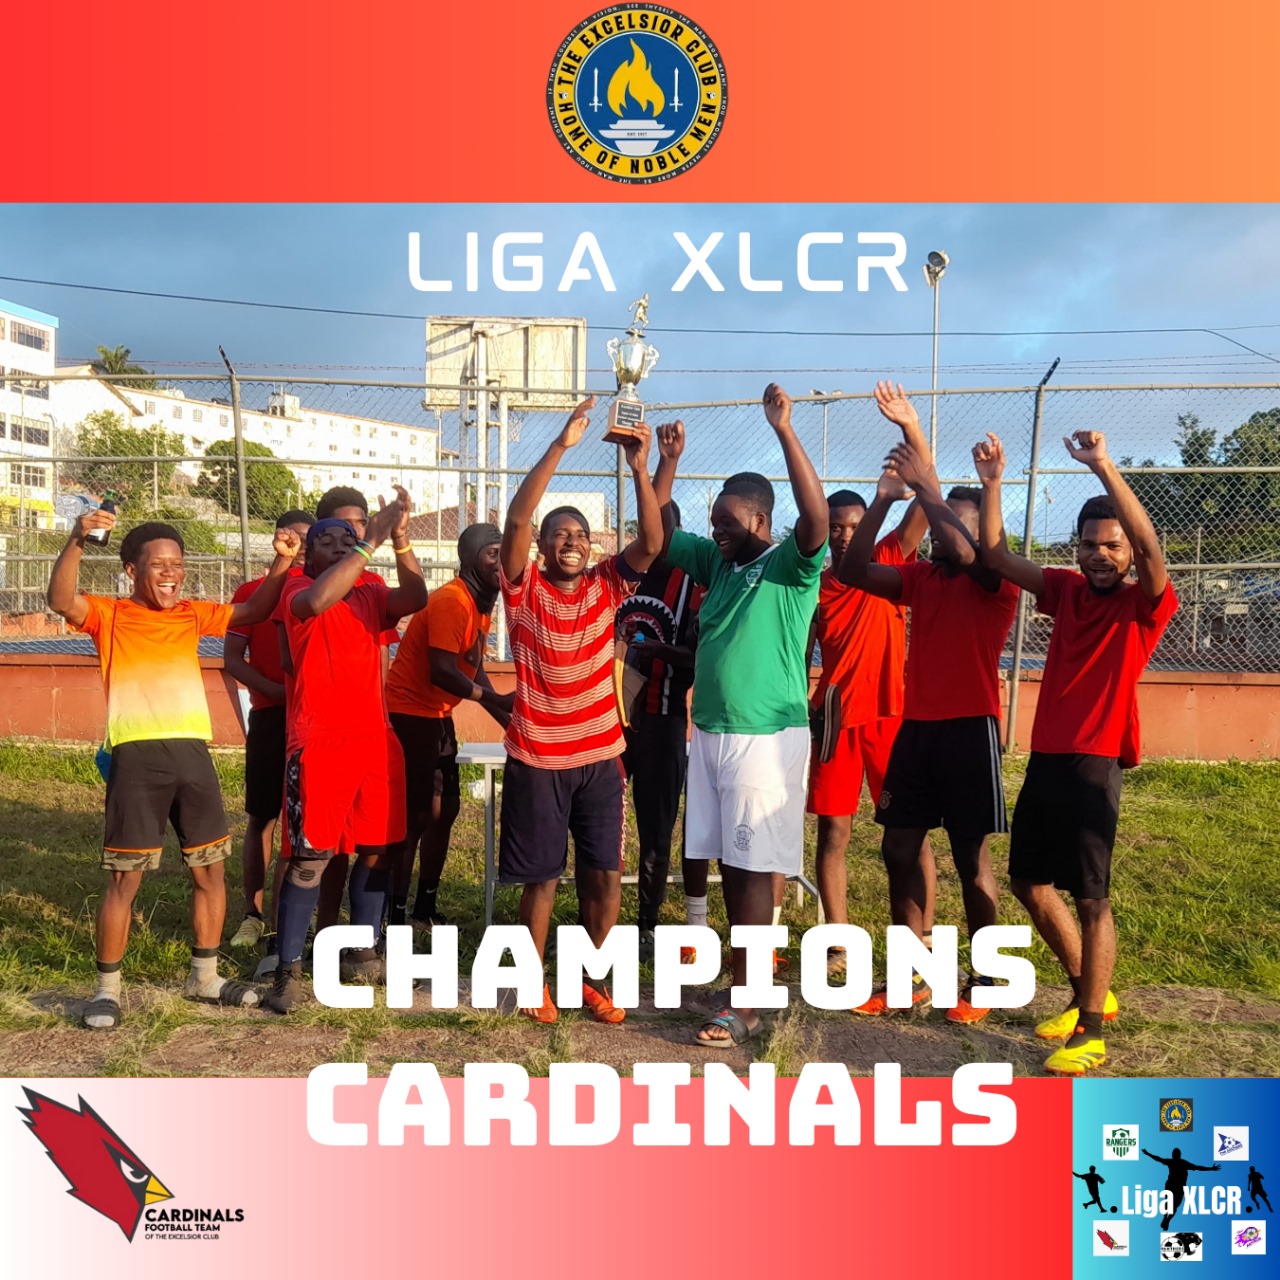 THE EXCELSIOR CLUB
HOME OF NOBLE MEN
LIGA XLCR
CHAMPIONS
CARDINALS
CARDINALS
FOOTBALL TEAM
OF THE EXCELSIOR CLUB
RANGERS
Liga XLCR